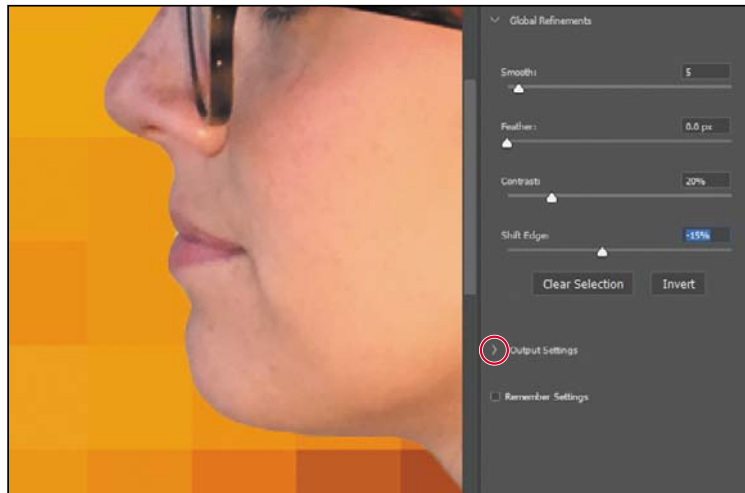 Global Refinements
Smooth:
5
Feather:
0.0 px
Contrast:
20%
Shift Edge:
-15%
Clear Selection
Invert
Output Settings
Remember Settings